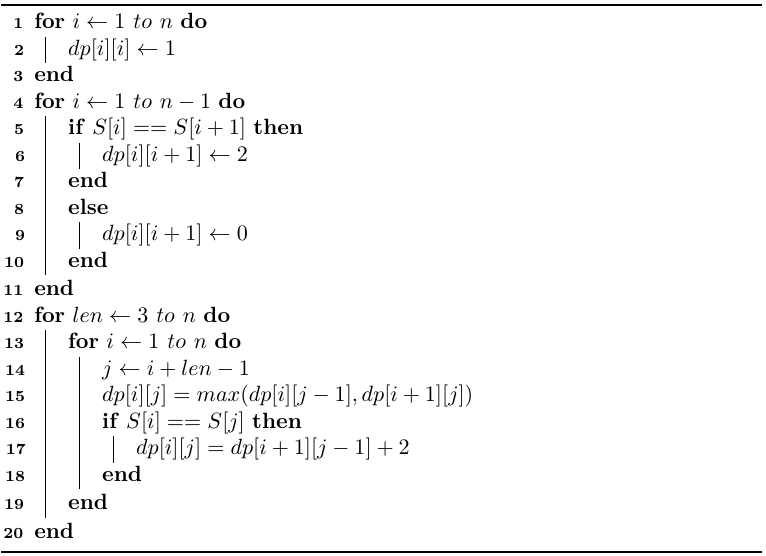 1 for i ← 1 to n do
2 dp[i][i] ← 1
3 end
4 for i ← 1 to n − 1 do
5 if S[i] == S[i + 1] then
6 dp[i][i + 1] ← 2
7 end
8 else
9 dp[i][i + 1] ← 0
10 end
11 end
12 for len ← 3 to n do
13 for i ← 1 to n do
14 j ← i + len − 1
15 dp[i][j] = max(dp[i][j − 1], dp[i + 1][j])
16 if S[i] == S[j] then
17 dp[i][j] = dp[i + 1][j − 1] + 2
18 end
19 end
20 end